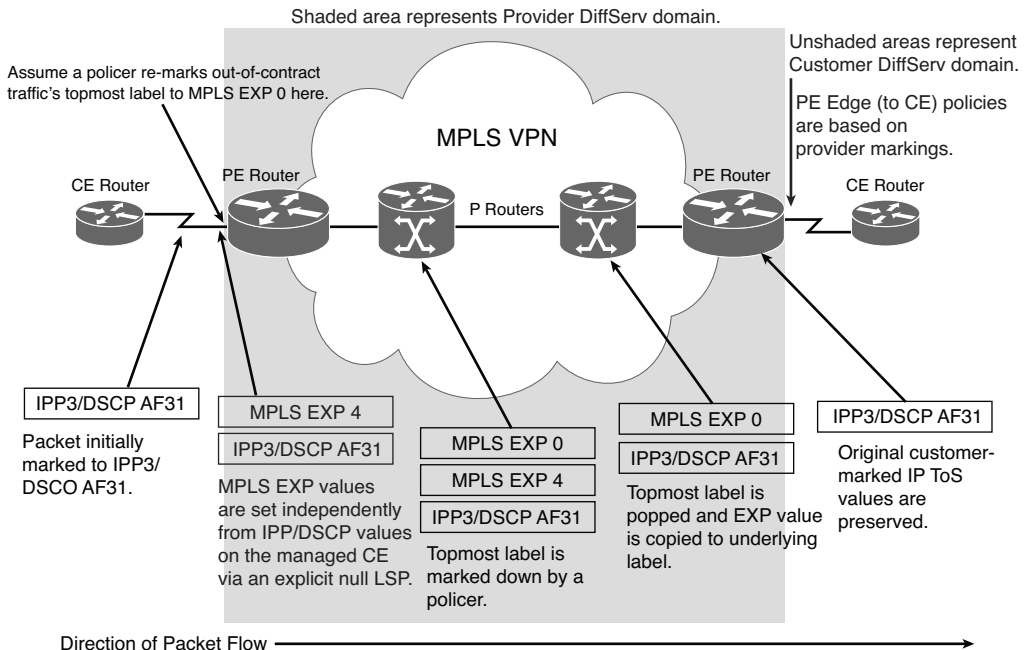 Shaded area represents Provider DiffServ domain.
Assume a policer re-marks out-of-contract
traffic's topmost label to MPLS EXP 0 here.
Unshaded areas represent
Customer DiffServ domain.
PE Edge (to CE) policies
are based on
provider markings.
MPLS VPN
CE Router
PE Router
P Routers
PE Router
CE Router
IPP3/DSCP AF31
Packet initially
marked to IPP3/
DSCO AF31.
MPLS EXP 4
IPP3/DSCP AF31
MPLS EXP values
are set independently
from IPP/DSCP values
on the managed CE
via an explicit null LSP.
MPLS EXP 0
MPLS EXP 4
IPP3/DSCP AF31
Topmost label is
marked down by a
policer.
MPLS EXP 0
IPP3/DSCP AF31
Topmost label is
popped and EXP value
is copied to underlying
label.
IPP3/DSCP AF31
Original customer-
marked IP ToS
values are
preserved.
Direction of Packet Flow